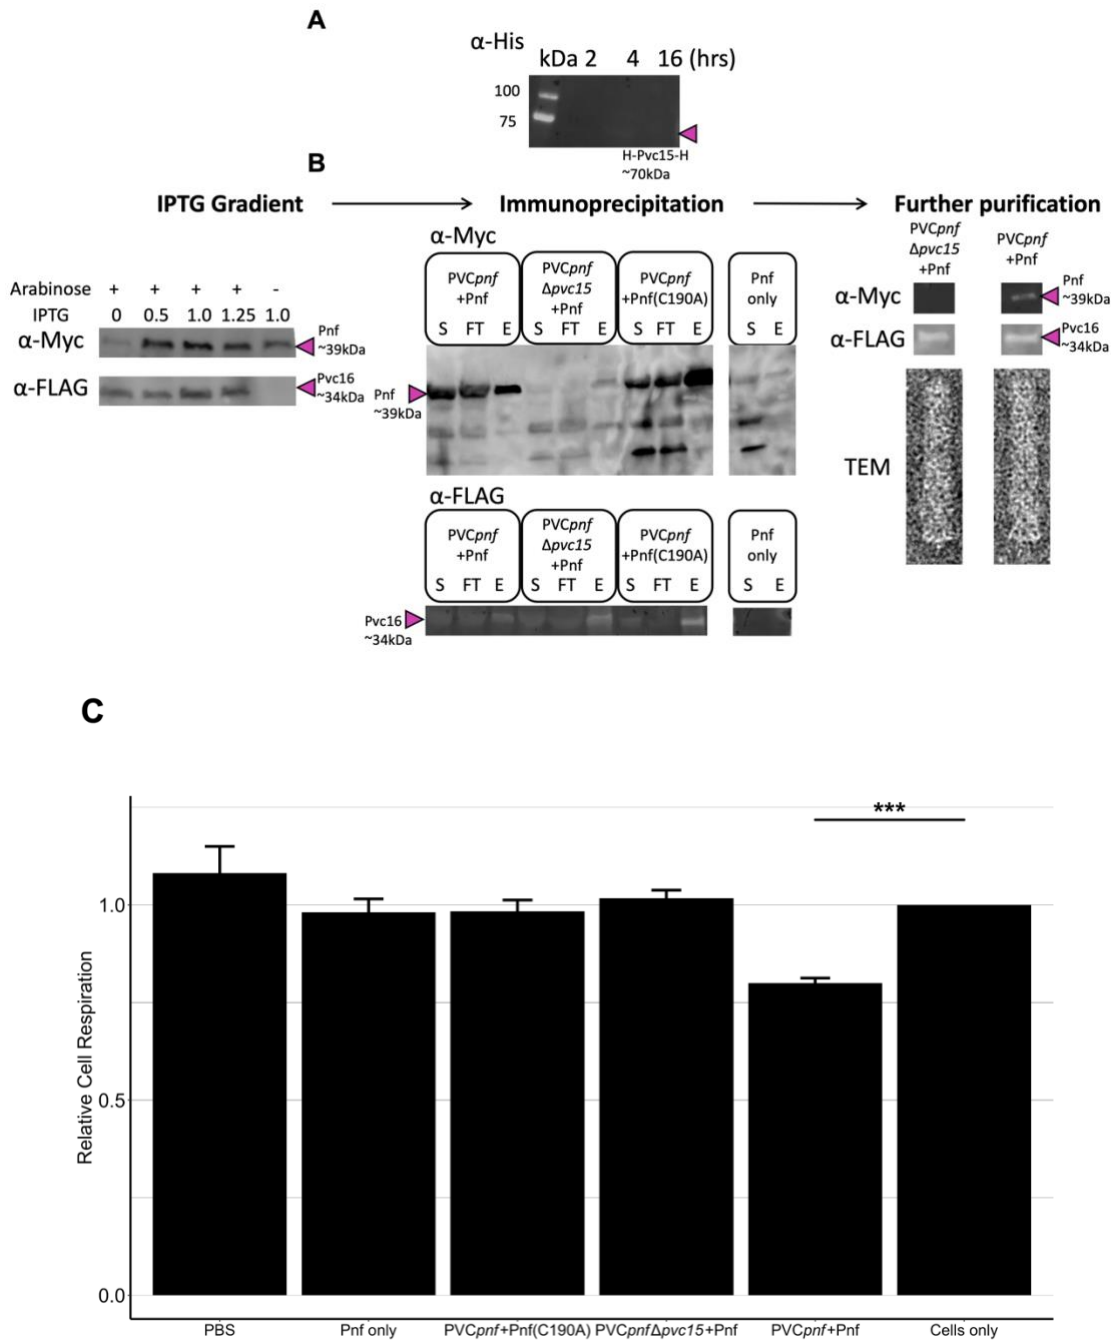 A
α-His
kDa 2 4 16 (hrs)
100
75
H-Pvc15-H
~70kDa
B
IPTG Gradient
Immunoprecipitation
Further purification
Arabinose + + + + -
IPTG 0 0.5 1.0 1.25 1.0
α-Myc
Pnf
~39kDa
α-FLAG
Pvc16
~34kDa
α-Myc
PVCpnf
+Pnf
S FT E
PVCpnf
Δpvc15
+Pnf
S FT E
PVCpnf
+Pnf(C190A)
S FT E
Pnf
only
S E
Pnf
~39kDa
α-FLAG
PVCpnf
+Pnf
S FT E
PVCpnf
Δpvc15
+Pnf
S FT E
PVCpnf
+Pnf(C190A)
S FT E
Pnf
only
S E
Pvc16
~34kDa
PVCpnf
Δpvc15
+Pnf
PVCpnf
+Pnf
α-Myc
Pnf
~39kDa
α-FLAG
Pvc16
~34kDa
TEM
C
***
Relative Cell Respiration
1.0
0.5
0.0
PBS
Pnf only
PVCpnf+Pnf(C190A)
PVCpnfΔpvc15+Pnf
PVCpnf+Pnf
Cells only